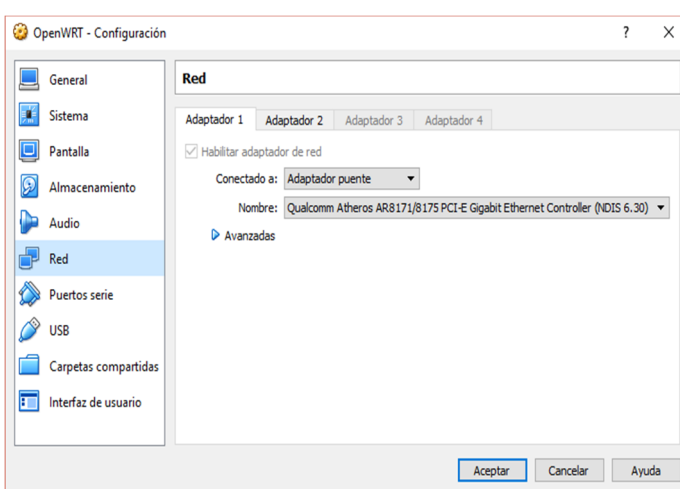 OpenWRT - Configuración
?
General
Sistema
Pantalla
Almacenamiento
Audio
Red
Puertos serie
USB
Carpetas compartidas
Interfaz de usuario
Red
Adaptador 1 Adaptador 2 Adaptador 3 Adaptador 4
Habilitar adaptador de red
Conectado a: Adaptador puente
Nombre: Qualcomm Atheros AR8171/8175 PCI-E Gigabit Ethernet Controller (NDIS 6.30)
Avanzadas
Aceptar Cancelar Ayuda